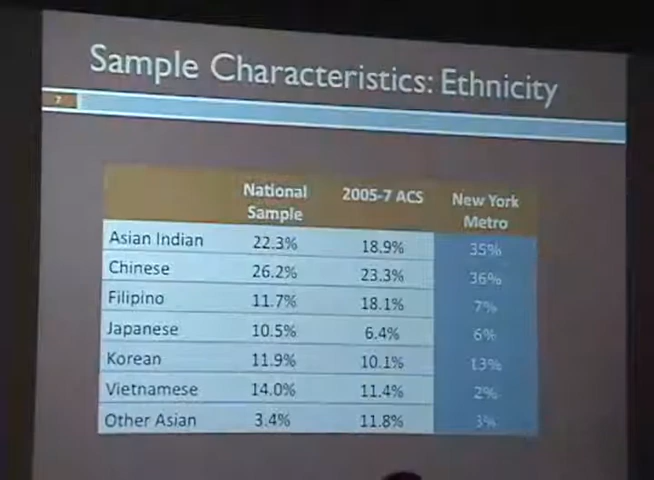 Sample Characteristics: Ethnicity
7
National Sample 2005-7 ACS New York Metro
Asian Indian 22.3% 18.9% 35%
Chinese 26.2% 23.3% 36%
Filipino 11.7% 18.1% 7%
Japanese 10.5% 6.4% 6%
Korean 11.9% 10.1% 13%
Vietnamese 14.0% 11.4% 2%
Other Asian 3.4% 11.8% 3%